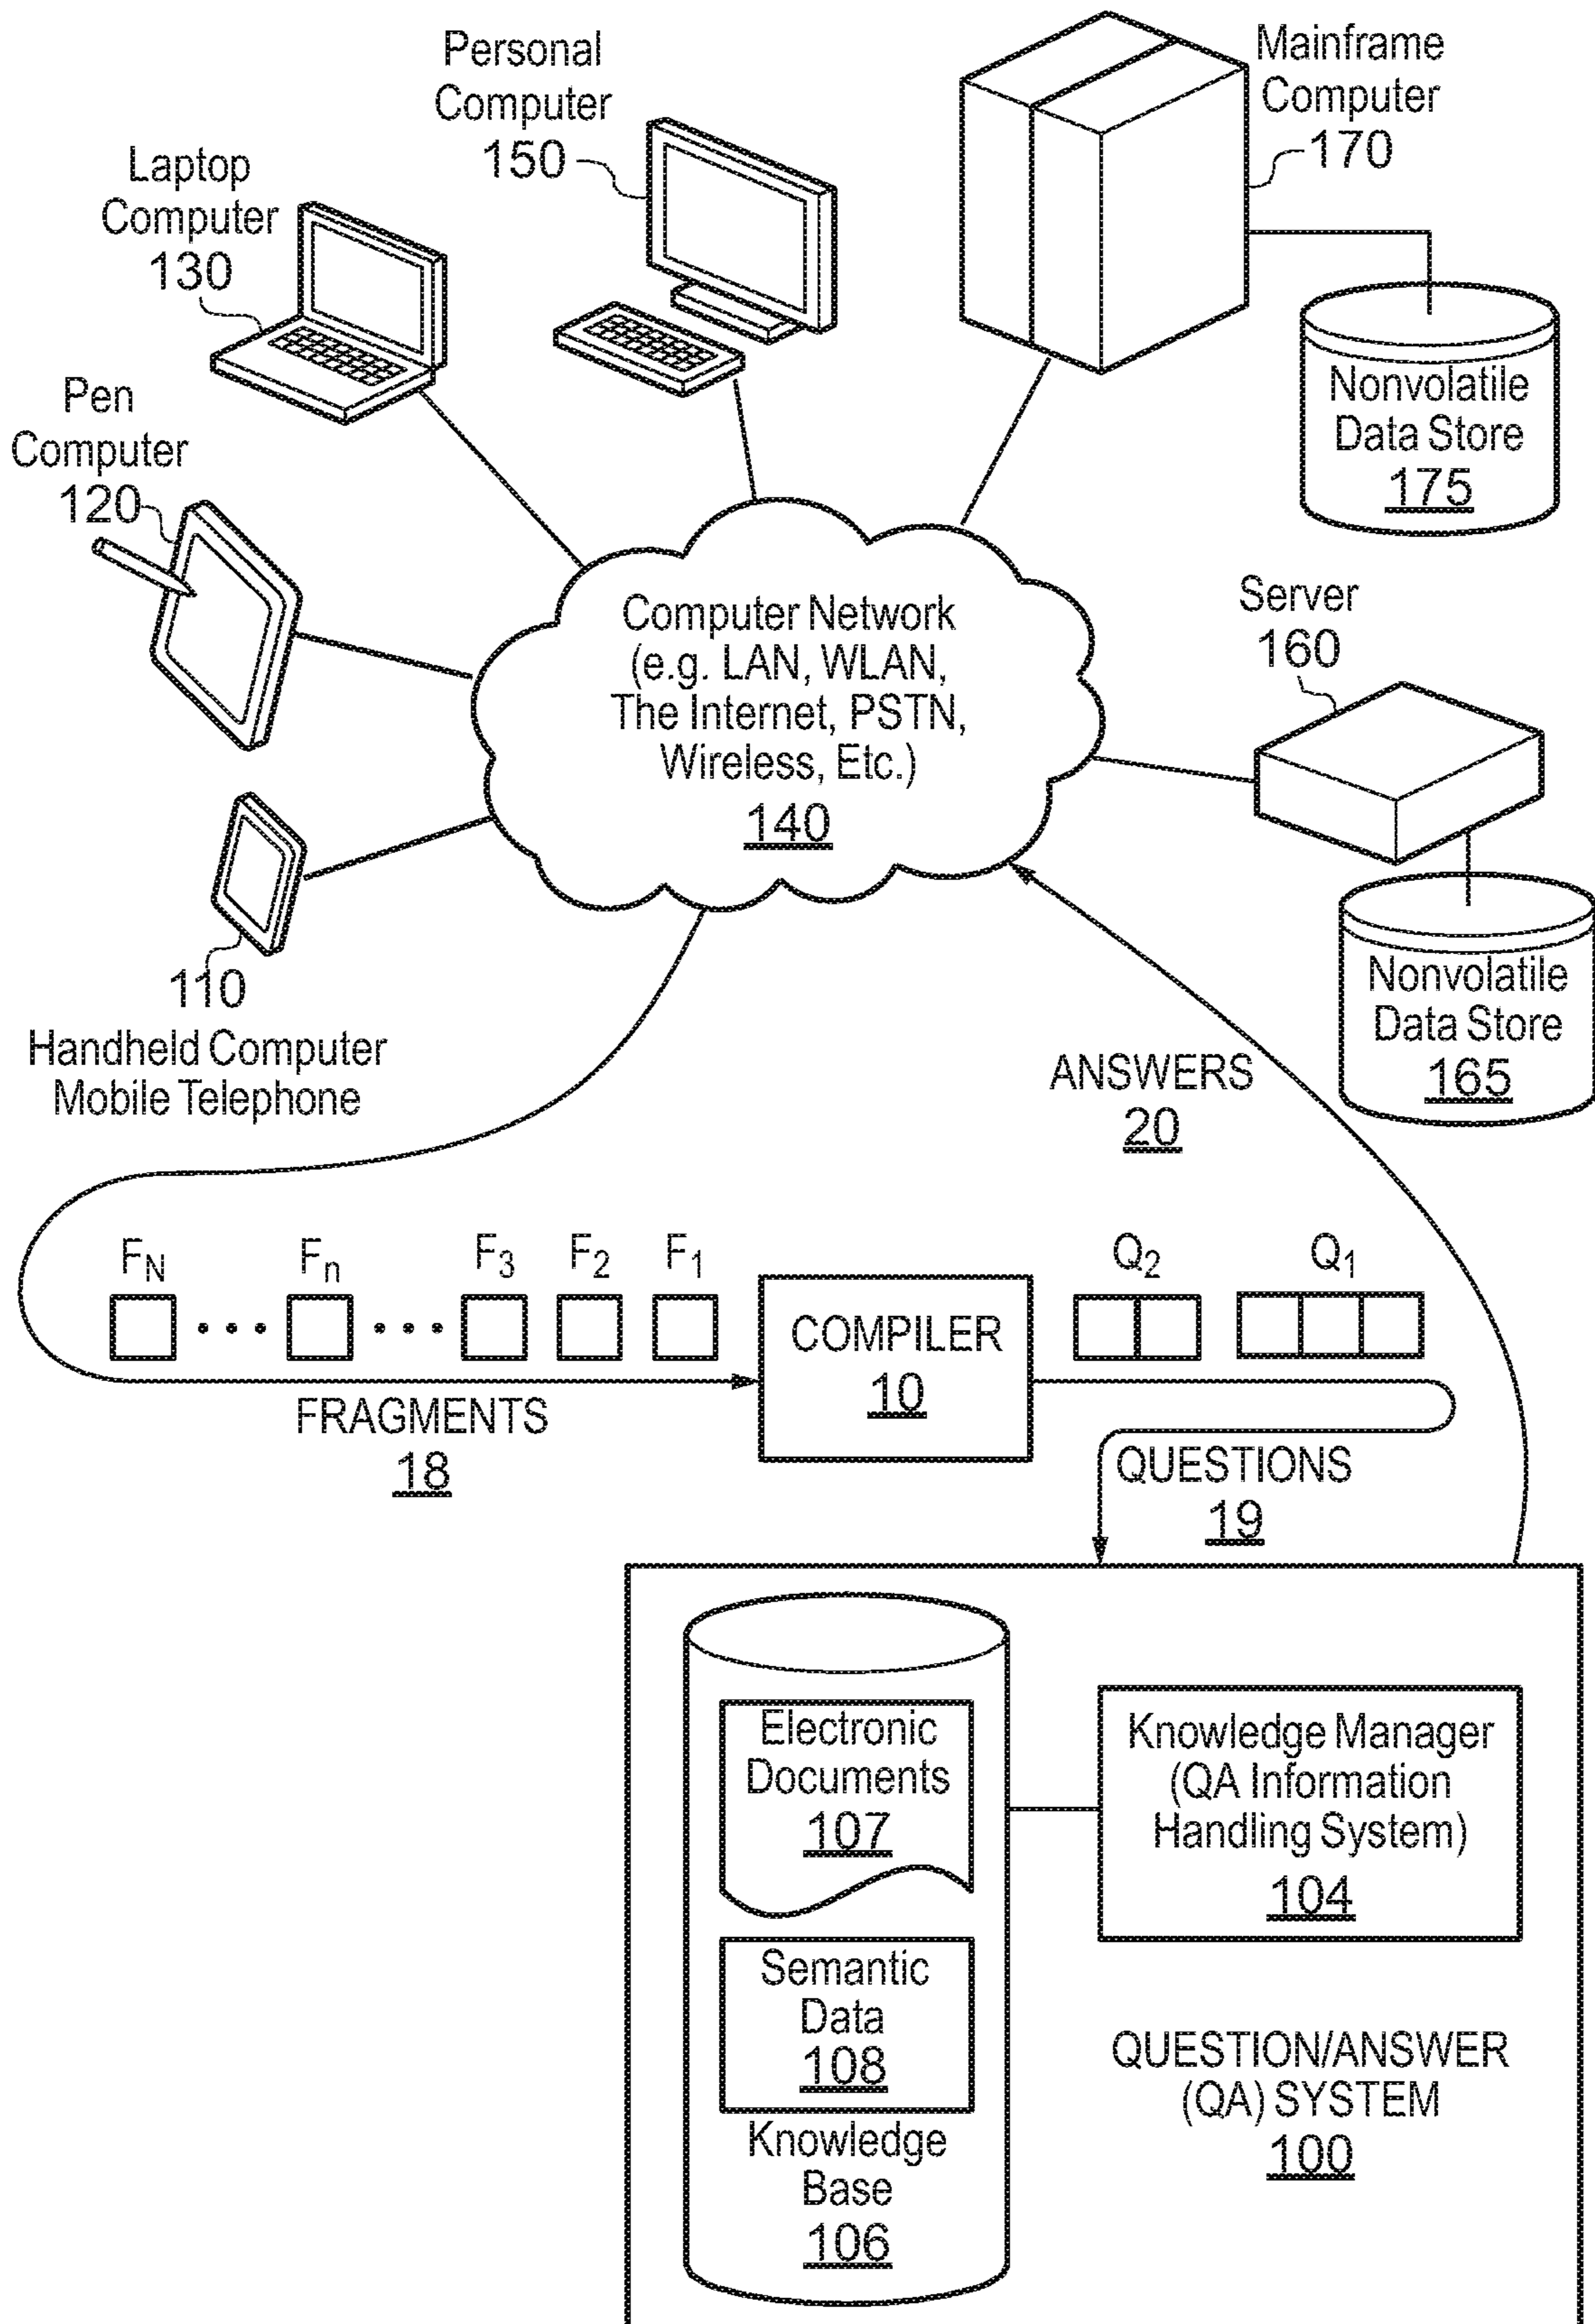 Personal
Computer
150
Mainframe
Computer
170
Laptop
Computer
130
Nonvolatile
Data Store
175
Pen
Computer
120
Computer Network
(e.g. LAN, WLAN,
The Internet, PSTN,
Wireless, Etc.)
140
Server
160
110
Handheld Computer
Mobile Telephone
Nonvolatile
Data Store
165
ANSWERS
20
FN ... Fn ... F3 F2 F1
COMPILER
10
Q2 Q1
FRAGMENTS
18
QUESTIONS
19
Electronic
Documents
107
Knowledge Manager
(QA Information
Handling System)
104
Semantic
Data
108
Knowledge
Base
106
QUESTION/ANSWER
(QA) SYSTEM
100